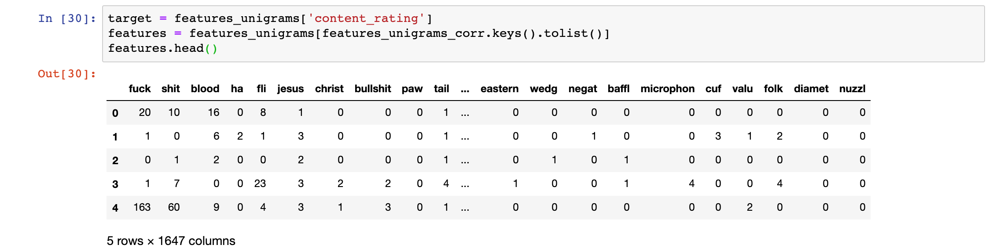 In [30]: target = features_unigrams['content_rating']
features = features_unigrams[features_unigrams_corr.keys().tolist()]
features.head()
Out[30]:
fuck shit blood ha fli jesus christ bullshit paw tail ... eastern wedg negat baffl microphon cuf valu folk diamet nuzzl
0 20 10 16 0 8 1 0 0 0 1 ... 0 0 0 0 0 0 0 0 0 0
1 1 0 6 2 1 3 0 0 0 1 ... 0 0 1 0 0 3 1 2 0 0
2 0 1 2 0 0 2 0 0 0 1 ... 0 1 0 1 0 0 0 0 0 0
3 1 7 0 0 23 3 2 2 0 4 ... 1 0 0 1 4 0 0 4 0 0
4 163 60 9 0 4 3 1 3 0 1 ... 0 0 0 0 0 0 2 0 0 0
5 rows × 1647 columns